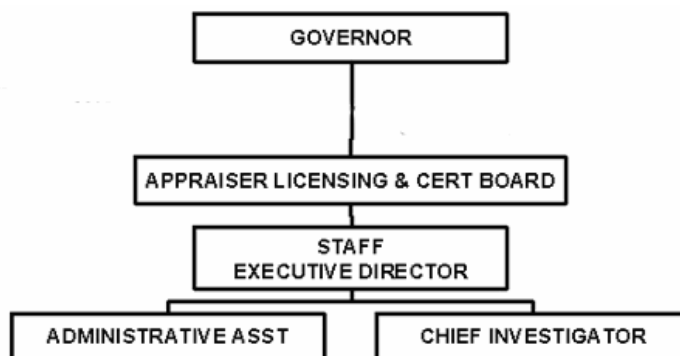 GOVERNOR
APPRAISER LICENSING & CERT BOARD
STAFF
EXECUTIVE DIRECTOR
ADMINISTRATIVE ASST
CHIEF INVESTIGATOR